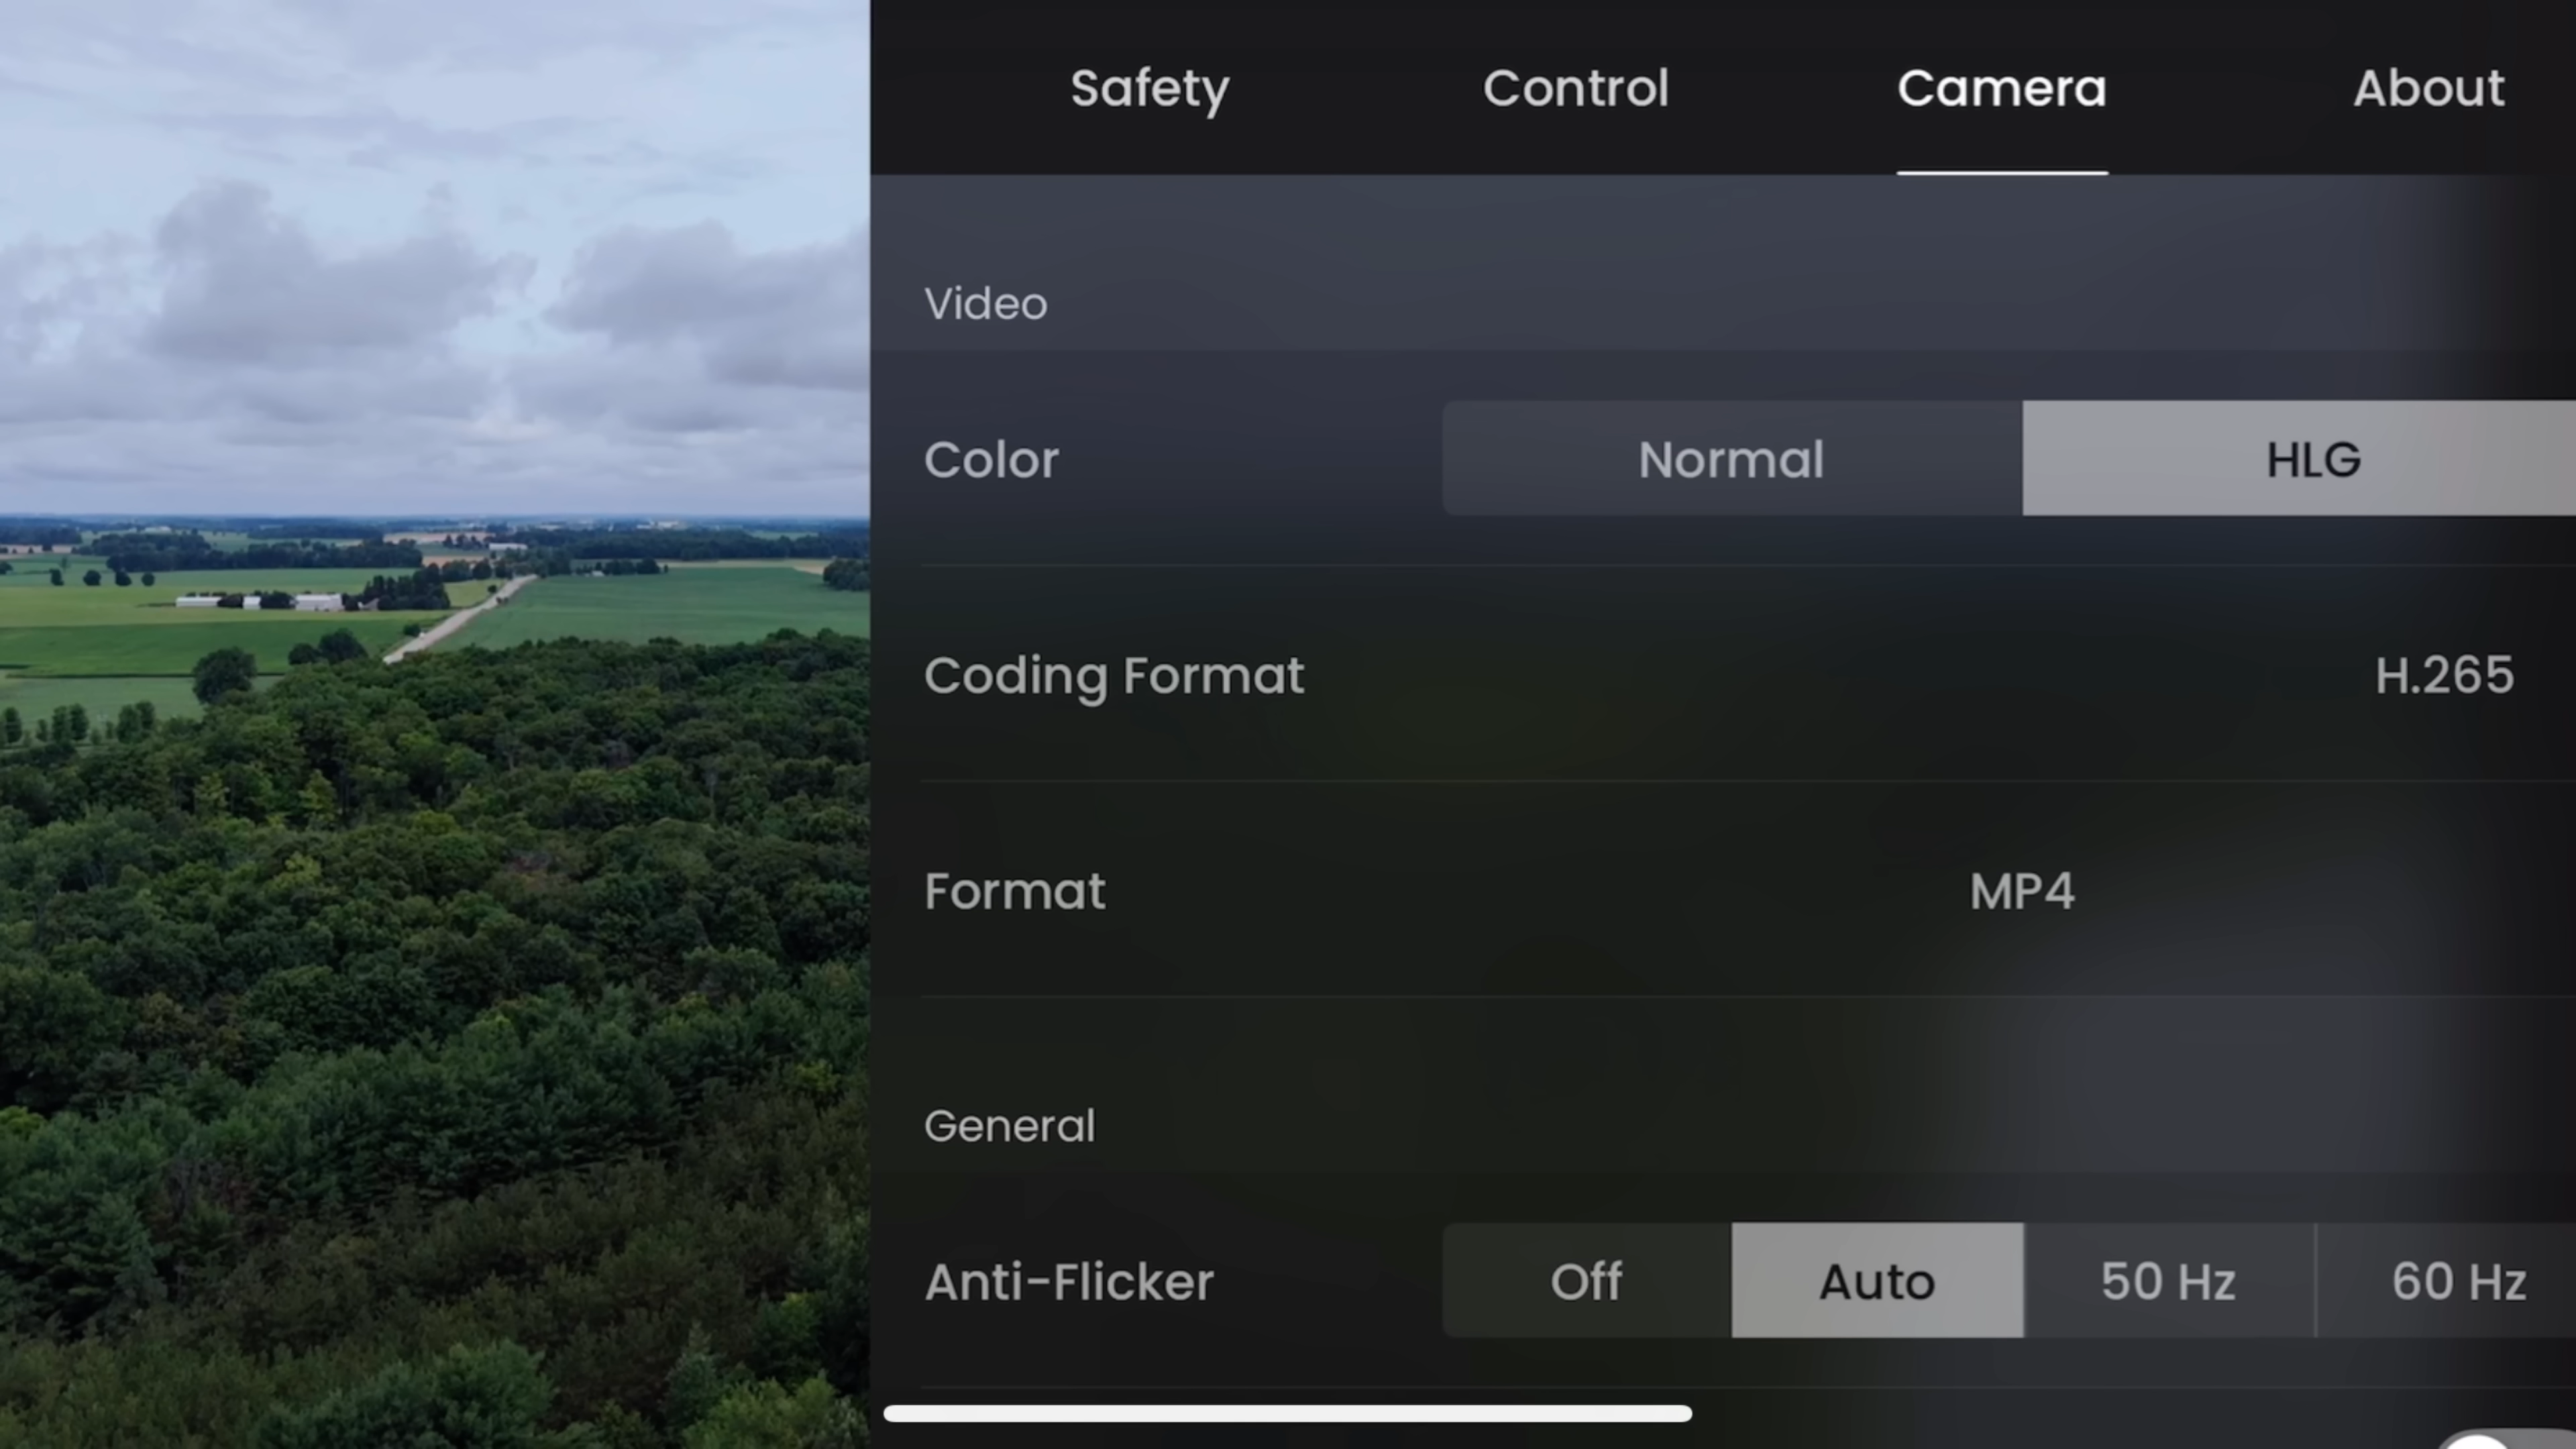 Safety Control Camera About
Video
Color Normal HLG
Coding Format H.265
Format MP4
General
Anti-Flicker Off Auto 50 Hz 60 Hz